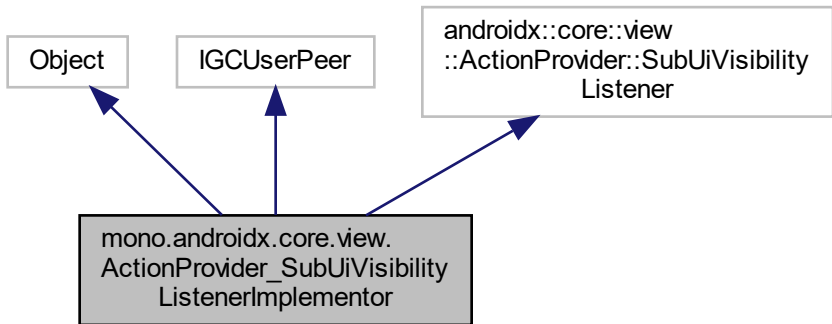 Object
IGCUserPeer
androidx::core::view
::ActionProvider::SubUiVisibility
Listener
mono.androidx.core.view.
ActionProvider_SubUiVisibility
ListenerImplementor